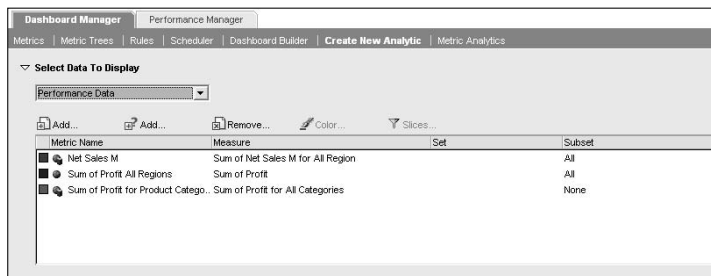 Dashboard Manager Performance Manager
Metrics | Metric Trees | Rules | Scheduler | Dashboard Builder | Create New Analytic | Metric Analytics
Select Data To Display
Performance Data
Add... Add... Remove... Color... Slices...
Metric Name Measure Set Subset
Net Sales M Sum of Net Sales M for All Region All
Sum of Profit All Regions Sum of Profit All
Sum of Profit for Product Catego.. Sum of Profit for All Categories None